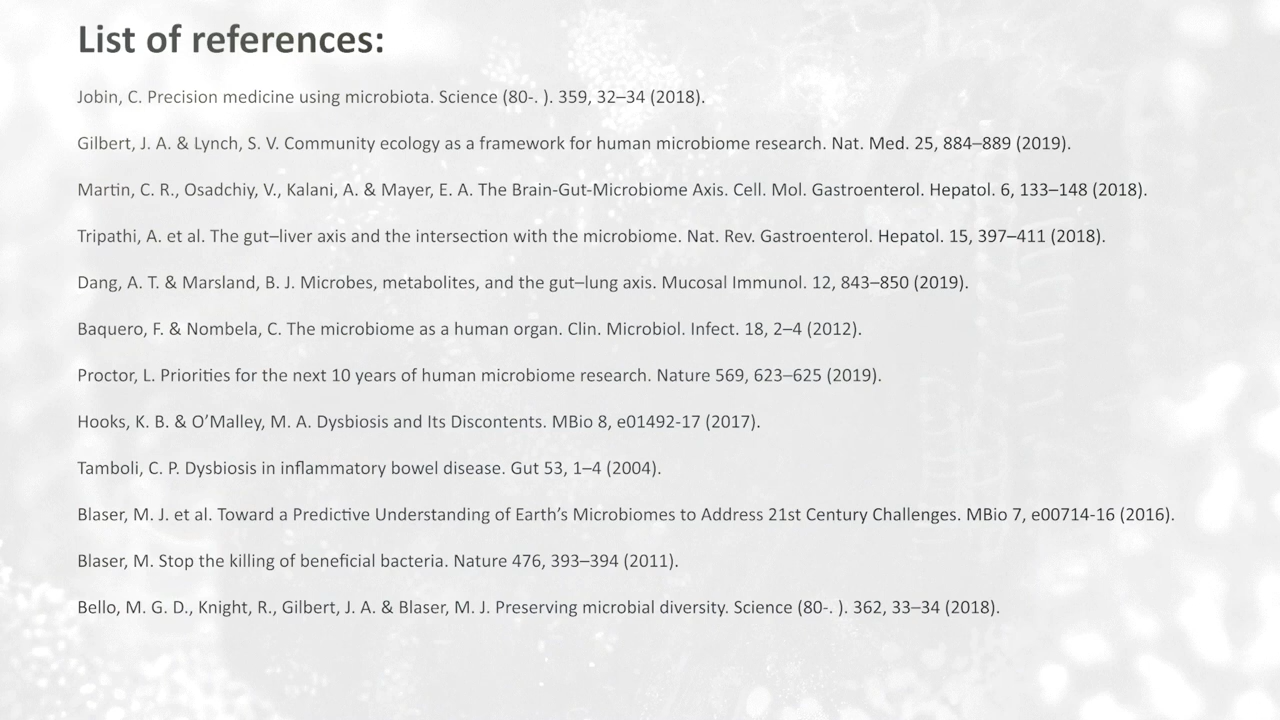 List of references:
Jobin, C. Precision medicine using microbiota. Science (80-. ). 359, 32–34 (2018).
Gilbert, J. A. & Lynch, S. V. Community ecology as a framework for human microbiome research. Nat. Med. 25, 884–889 (2019).
Martin, C. R., Osadchiy, V., Kalani, A. & Mayer, E. A. The Brain-Gut-Microbiome Axis. Cell. Mol. Gastroenterol. Hepatol. 6, 133–148 (2018).
Tripathi, A. et al. The gut–liver axis and the intersection with the microbiome. Nat. Rev. Gastroenterol. Hepatol. 15, 397–411 (2018).
Dang, A. T. & Marsland, B. J. Microbes, metabolites, and the gut–lung axis. Mucosal Immunol. 12, 843–850 (2019).
Baquero, F. & Nombela, C. The microbiome as a human organ. Clin. Microbiol. Infect. 18, 2–4 (2012).
Proctor, L. Priorities for the next 10 years of human microbiome research. Nature 569, 623–625 (2019).
Hooks, K. B. & O’Malley, M. A. Dysbiosis and Its Discontents. MBio 8, e01492-17 (2017).
Tamboli, C. P. Dysbiosis in inflammatory bowel disease. Gut 53, 1–4 (2004).
Blaser, M. J. et al. Toward a Predictive Understanding of Earth’s Microbiomes to Address 21st Century Challenges. MBio 7, e00714-16 (2016).
Blaser, M. Stop the killing of beneficial bacteria. Nature 476, 393–394 (2011).
Bello, M. G. D., Knight, R., Gilbert, J. A. & Blaser, M. J. Preserving microbial diversity. Science (80-. ). 362, 33–34 (2018).